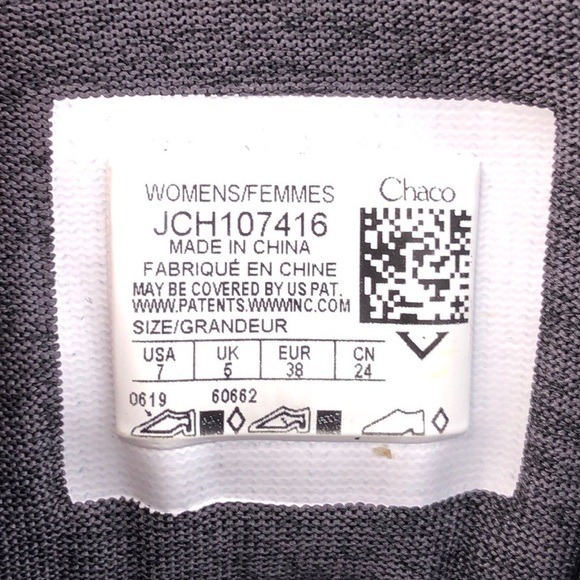 WOMENS/FEMMES
Chaco
JCH107416
MADE IN CHINA
FABRIQUÉ EN CHINE
MAY BE COVERED BY US PAT.
WWW.PATENTS.WWWINC.COM
SIZE/GRANDEUR
USA UK EUR CN
7 5 38 24
0619 60662